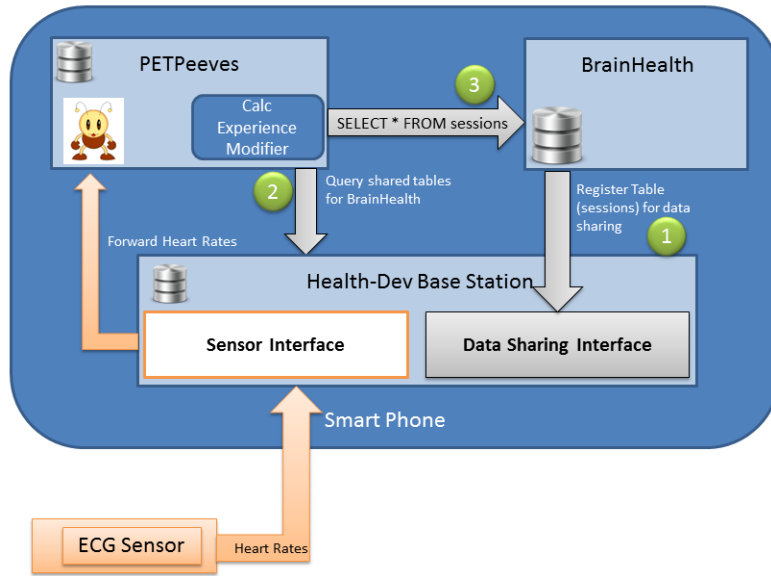 PETPeeves
BrainHealth
Calc
Experience
Modifier
3
SELECT * FROM sessions
2
Query shared tables
for BrainHealth
Register Table
(sessions) for data
sharing
1
Forward Heart Rates
Health-Dev Base Station
Sensor Interface
Data Sharing Interface
Smart Phone
ECG Sensor
Heart Rates